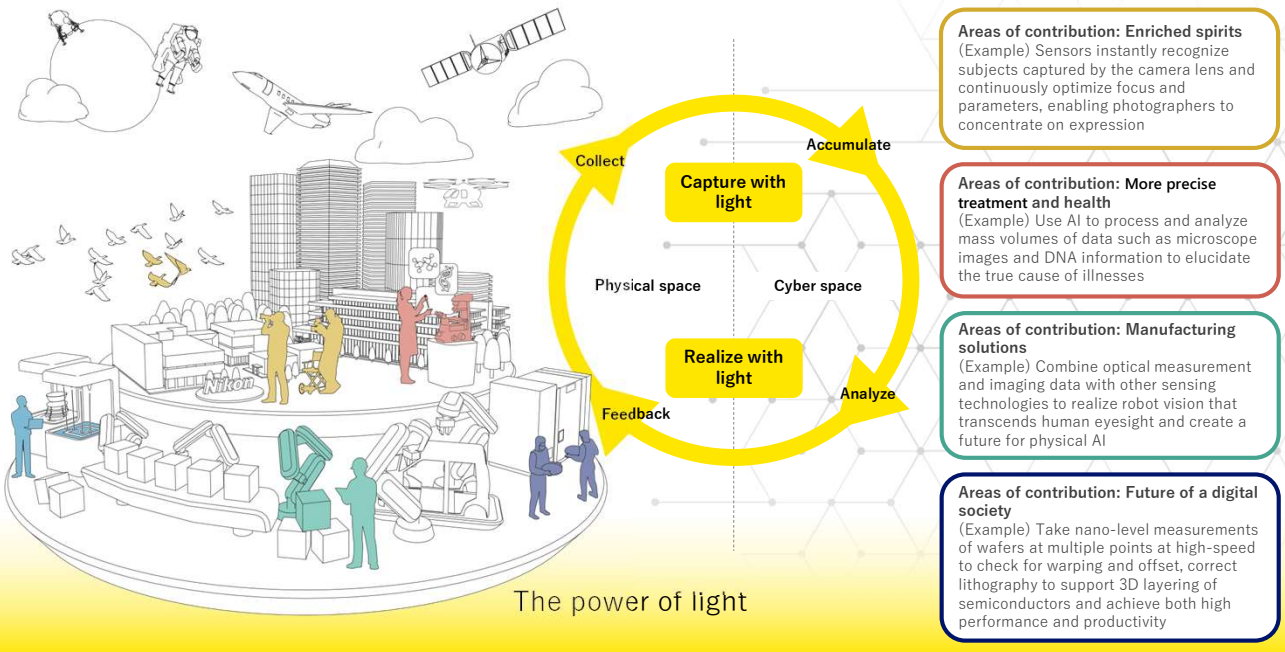 Collect
Accumulate
Capture with
light
Physical space
Cyber space
Realize with
light
Analyze
Feedback
Nikon
The power of light
Areas of contribution: Enriched spirits
(Example) Sensors instantly recognize
subjects captured by the camera lens and
continuously optimize focus and
parameters, enabling photographers to
concentrate on expression
Areas of contribution: More precise
treatment and health
(Example) Use AI to process and analyze
mass volumes of data such as microscope
images and DNA information to elucidate
the true cause of illnesses
Areas of contribution: Manufacturing
solutions
(Example) Combine optical measurement
and imaging data with other sensing
technologies to realize robot vision that
transcends human eyesight and create a
future for physical AI
Areas of contribution: Future of a digital
society
(Example) Take nano-level measurements
of wafers at multiple points at high-speed
to check for warping and offset, correct
lithography to support 3D layering of
semiconductors and achieve both high
performance and productivity